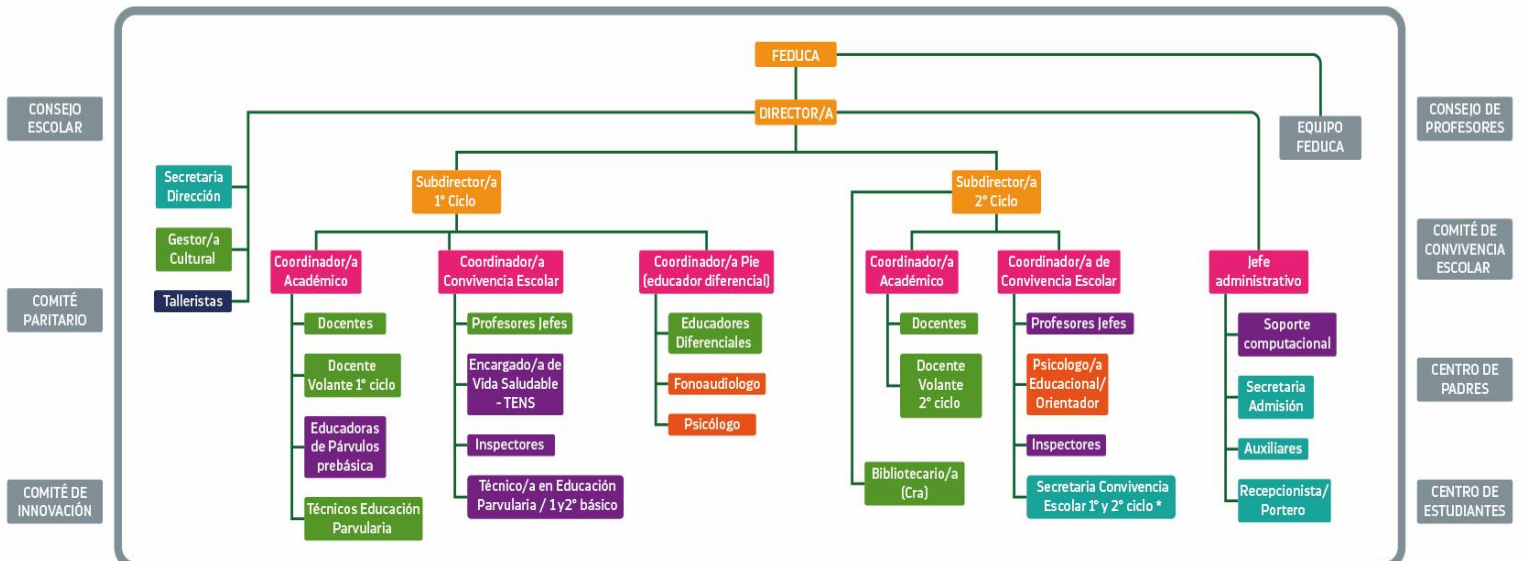 FEDUCA
CONSEJO
ESCOLAR
DIRECTOR/A
EQUIPO
FEDUCA
CONSEJO DE
PROFESORES
Secretaria
Dirección
Subdirector/a
1° Ciclo
Subdirector/a
2° Ciclo
Gestor/a
Cultural
Talleristas
COMITÉ DE
CONVIVENCIA
ESCOLAR
COMITÉ
PARITARIO
Coordinador/a
Académico
Docentes
Docente
Volante 1° ciclo
Educadoras
de Párvulos
prebásica
Técnicos Educación
Parvularia
Coordinador/a
Convivencia Escolar
Profesores Jefes
Encargado/a de
Vida Saludable
- TENS
Inspectores
Técnico/a en Educación
Parvularia / 1y2° básico
Coordinador/a Pie
(educador diferencial)
Educadores
Diferenciales
Fonoaudiologo
Psicólogo
Coordinador/a
Académico
Docentes
Docente
Volante
2° ciclo
Bibliotecario/a
(Cra)
Coordinador/a de
Convivencia Escolar
Profesores Jefes
Psicologo/a
Educacional/
Orientador
Inspectores
Secretaria Convivencia
Escolar 1° y 2° ciclo *
Jefe
administrativo
Soporte
computacional
Secretaria
Admisión
Auxiliares
Recepcionista/
Portero
CENTRO DE
PADRES
COMITÉ DE
INNOVACIÓN
CENTRO DE
ESTUDIANTES